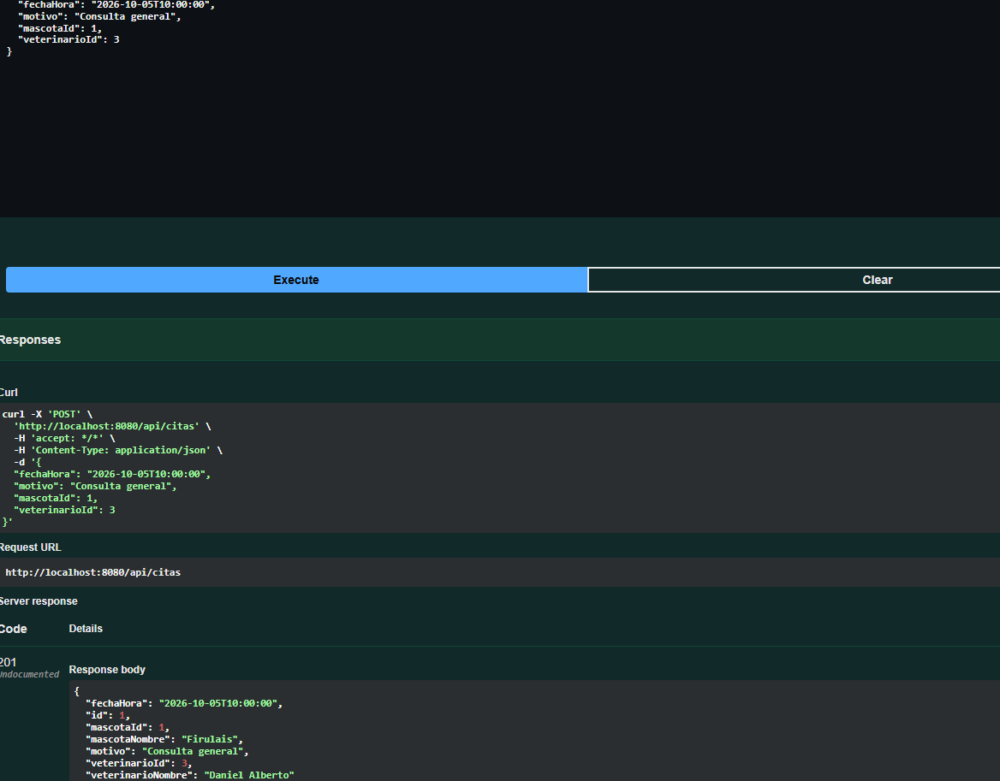 "fechaHora": "2026-10-05T10:00:00",
"motivo": "Consulta general",
"mascotaId": 1,
"veterinarioId": 3
}
Execute
Clear
Responses
Curl
curl -X 'POST' \
'http://localhost:8080/api/citas' \
-H 'accept: */*' \
-H 'Content-Type: application/json' \
-d '{
"fechaHora": "2026-10-05T10:00:00",
"motivo": "Consulta general",
"mascotaId": 1,
"veterinarioId": 3
}'
Request URL
http://localhost:8080/api/citas
Server response
Code
Details
201
Undocumented
Response body
{
"fechaHora": "2026-10-05T10:00:00",
"id": 1,
"mascotaId": 1,
"mascotaNombre": "Firulais",
"motivo": "Consulta general",
"veterinarioId": 3,
"veterinarioNombre": "Daniel Alberto"